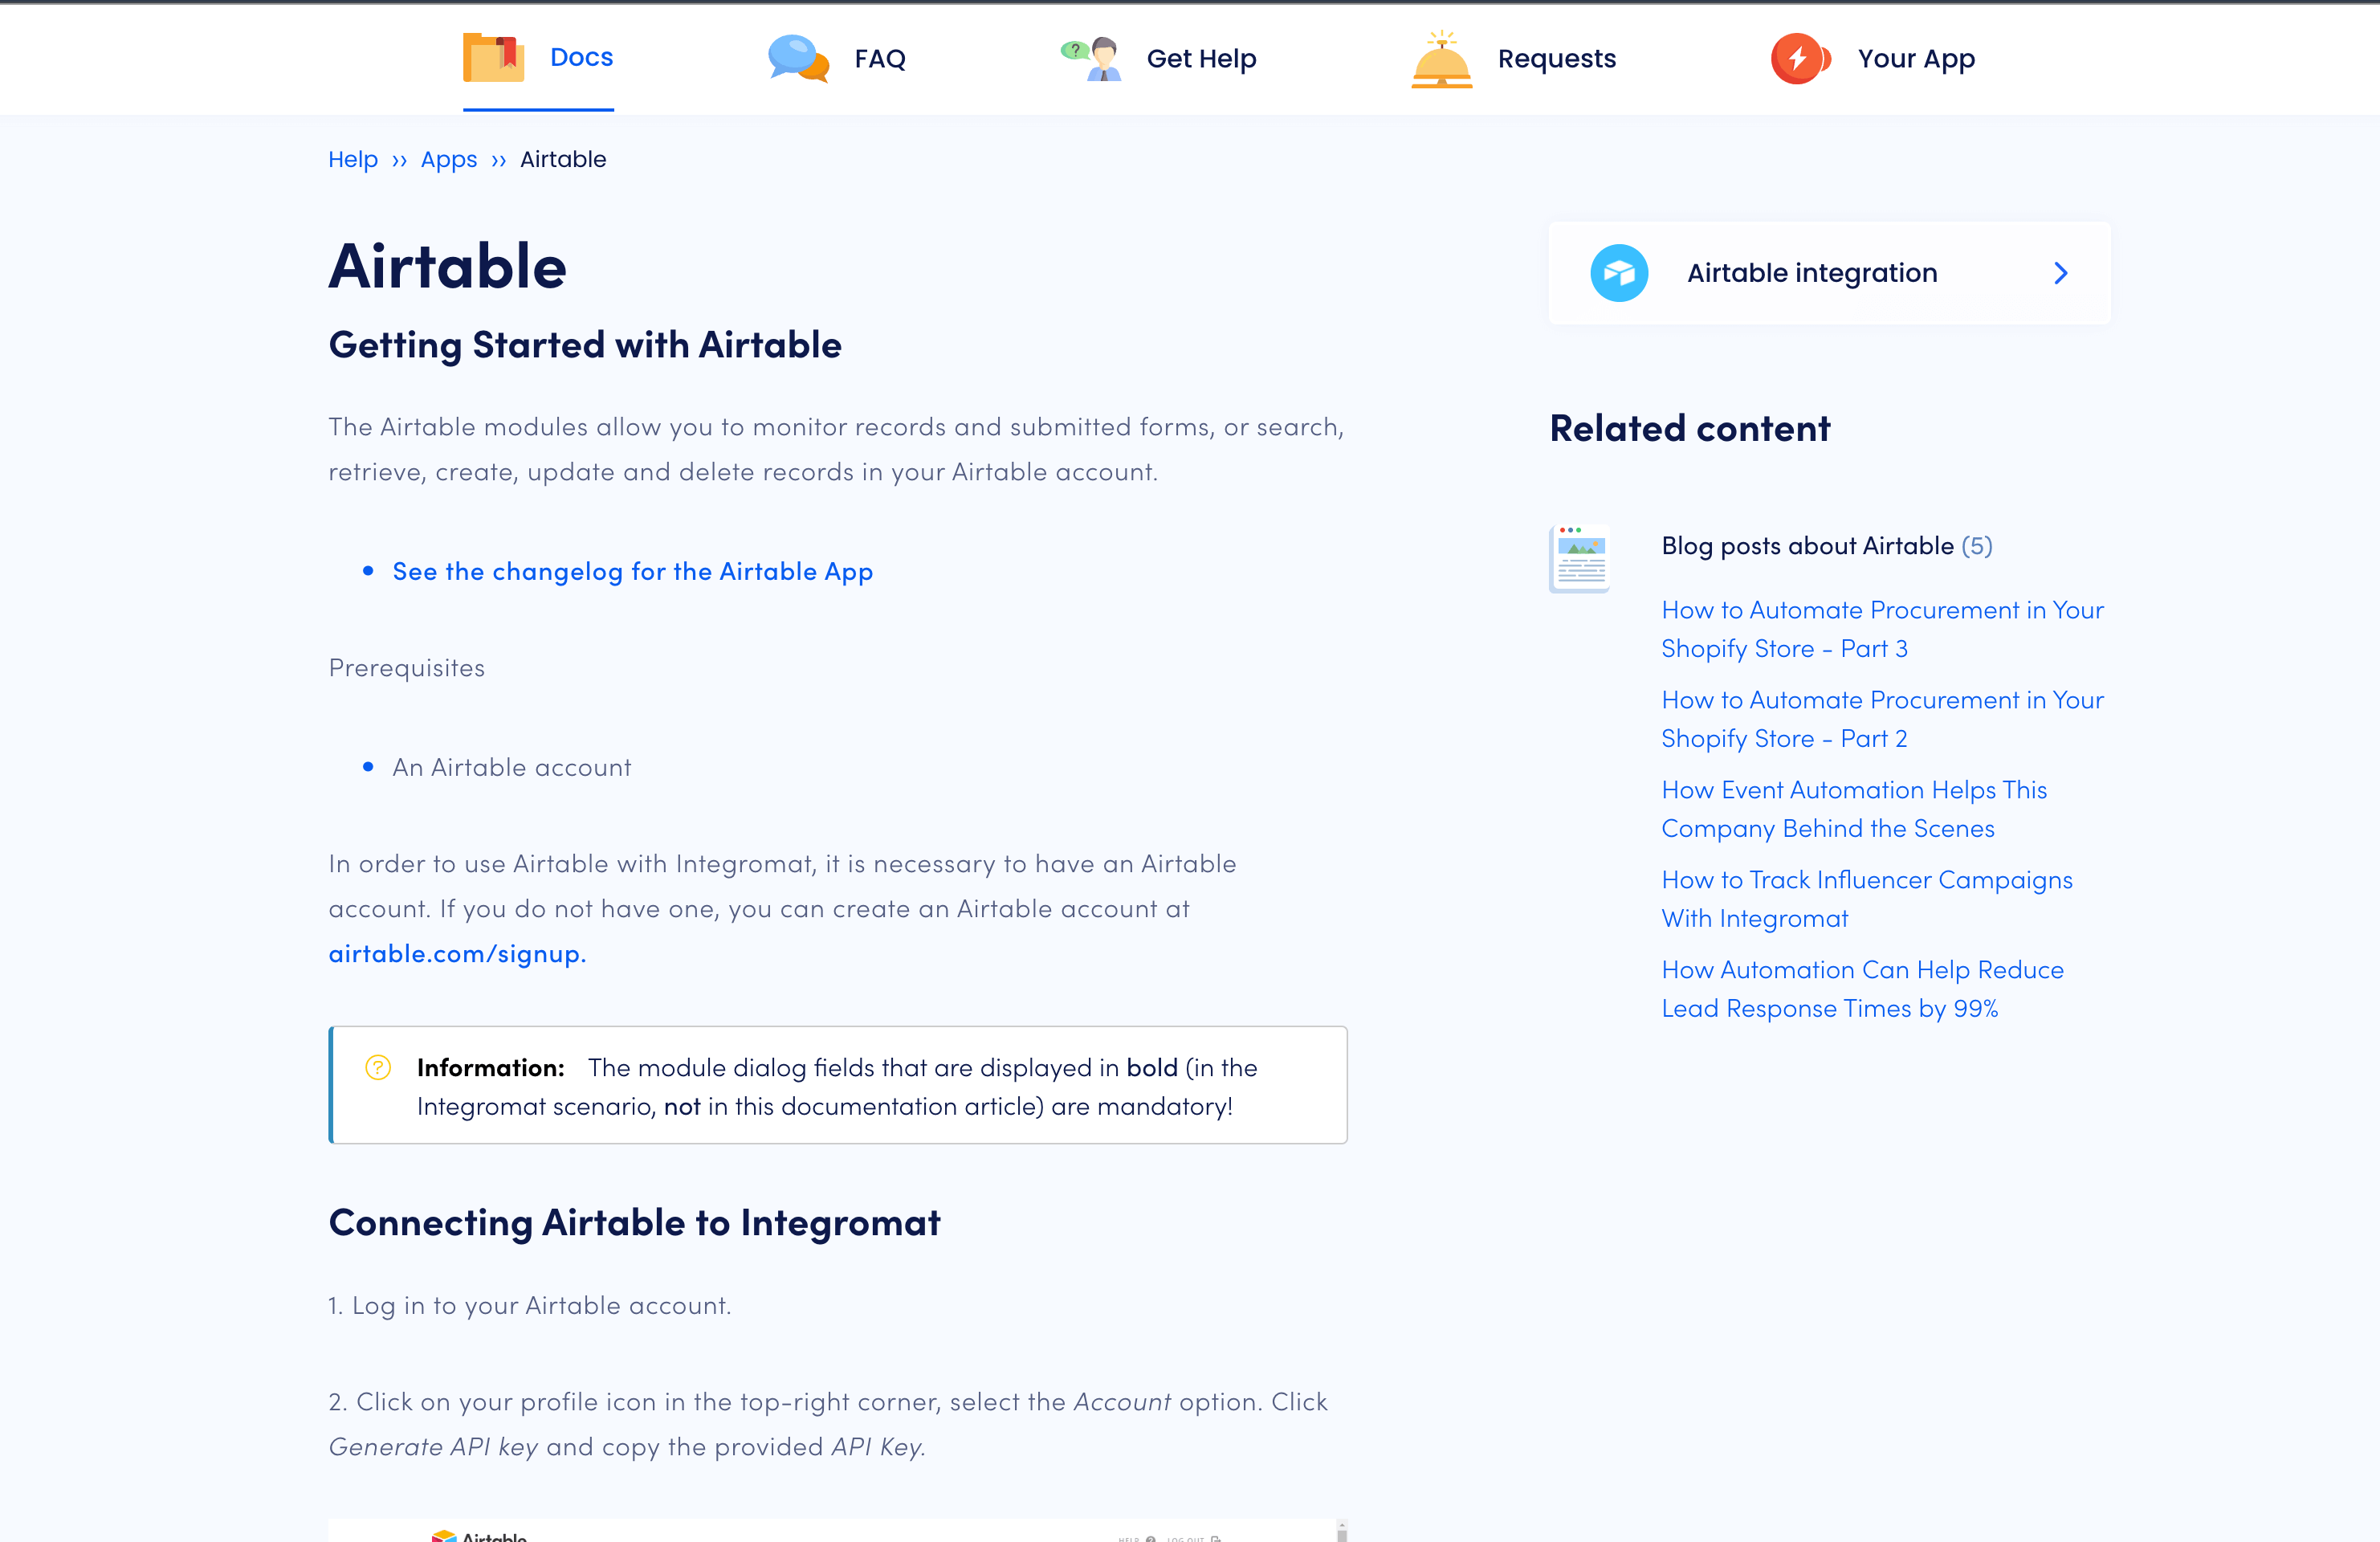 Docs
FAQ
Get Help
Requests
Your App
Help ›› Apps ›› Airtable
Airtable
Getting Started with Airtable
The Airtable modules allow you to monitor records and submitted forms, or search,
retrieve, create, update and delete records in your Airtable account.
See the changelog for the Airtable App
Prerequisites
An Airtable account
In order to use Airtable with Integromat, it is necessary to have an Airtable
account. If you do not have one, you can create an Airtable account at
airtable.com/signup.
? Information: The module dialog fields that are displayed in bold (in the
Integromat scenario, not in this documentation article) are mandatory!
Connecting Airtable to Integromat
1. Log in to your Airtable account.
2. Click on your profile icon in the top-right corner, select the Account option. Click
Generate API key and copy the provided API Key.
Airtable
HELP ? LOG OUT
Airtable integration
Related content
Blog posts about Airtable (5)
How to Automate Procurement in Your
Shopify Store - Part 3
How to Automate Procurement in Your
Shopify Store - Part 2
How Event Automation Helps This
Company Behind the Scenes
How to Track Influencer Campaigns
With Integromat
How Automation Can Help Reduce
Lead Response Times by 99%